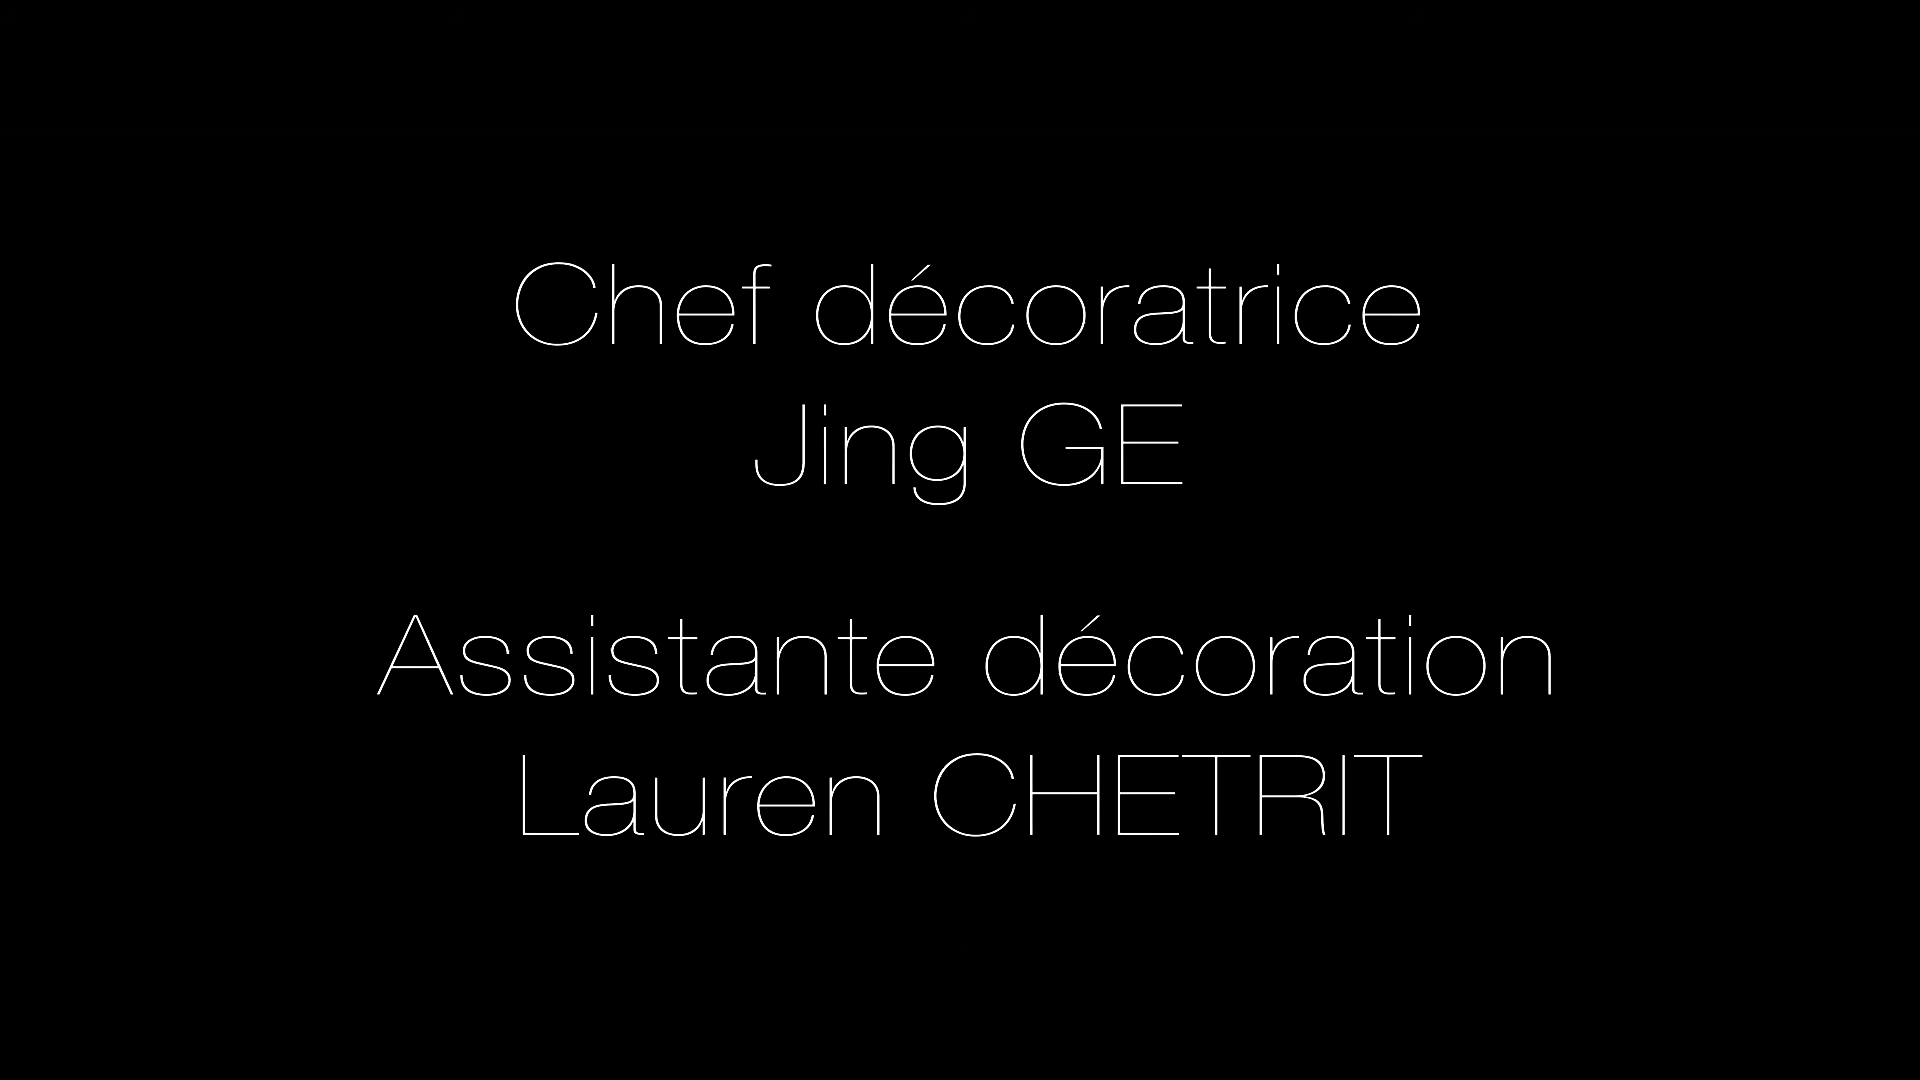 Chef décoratrice
Jing GE
Assistante décoration
Lauren CHETRIT